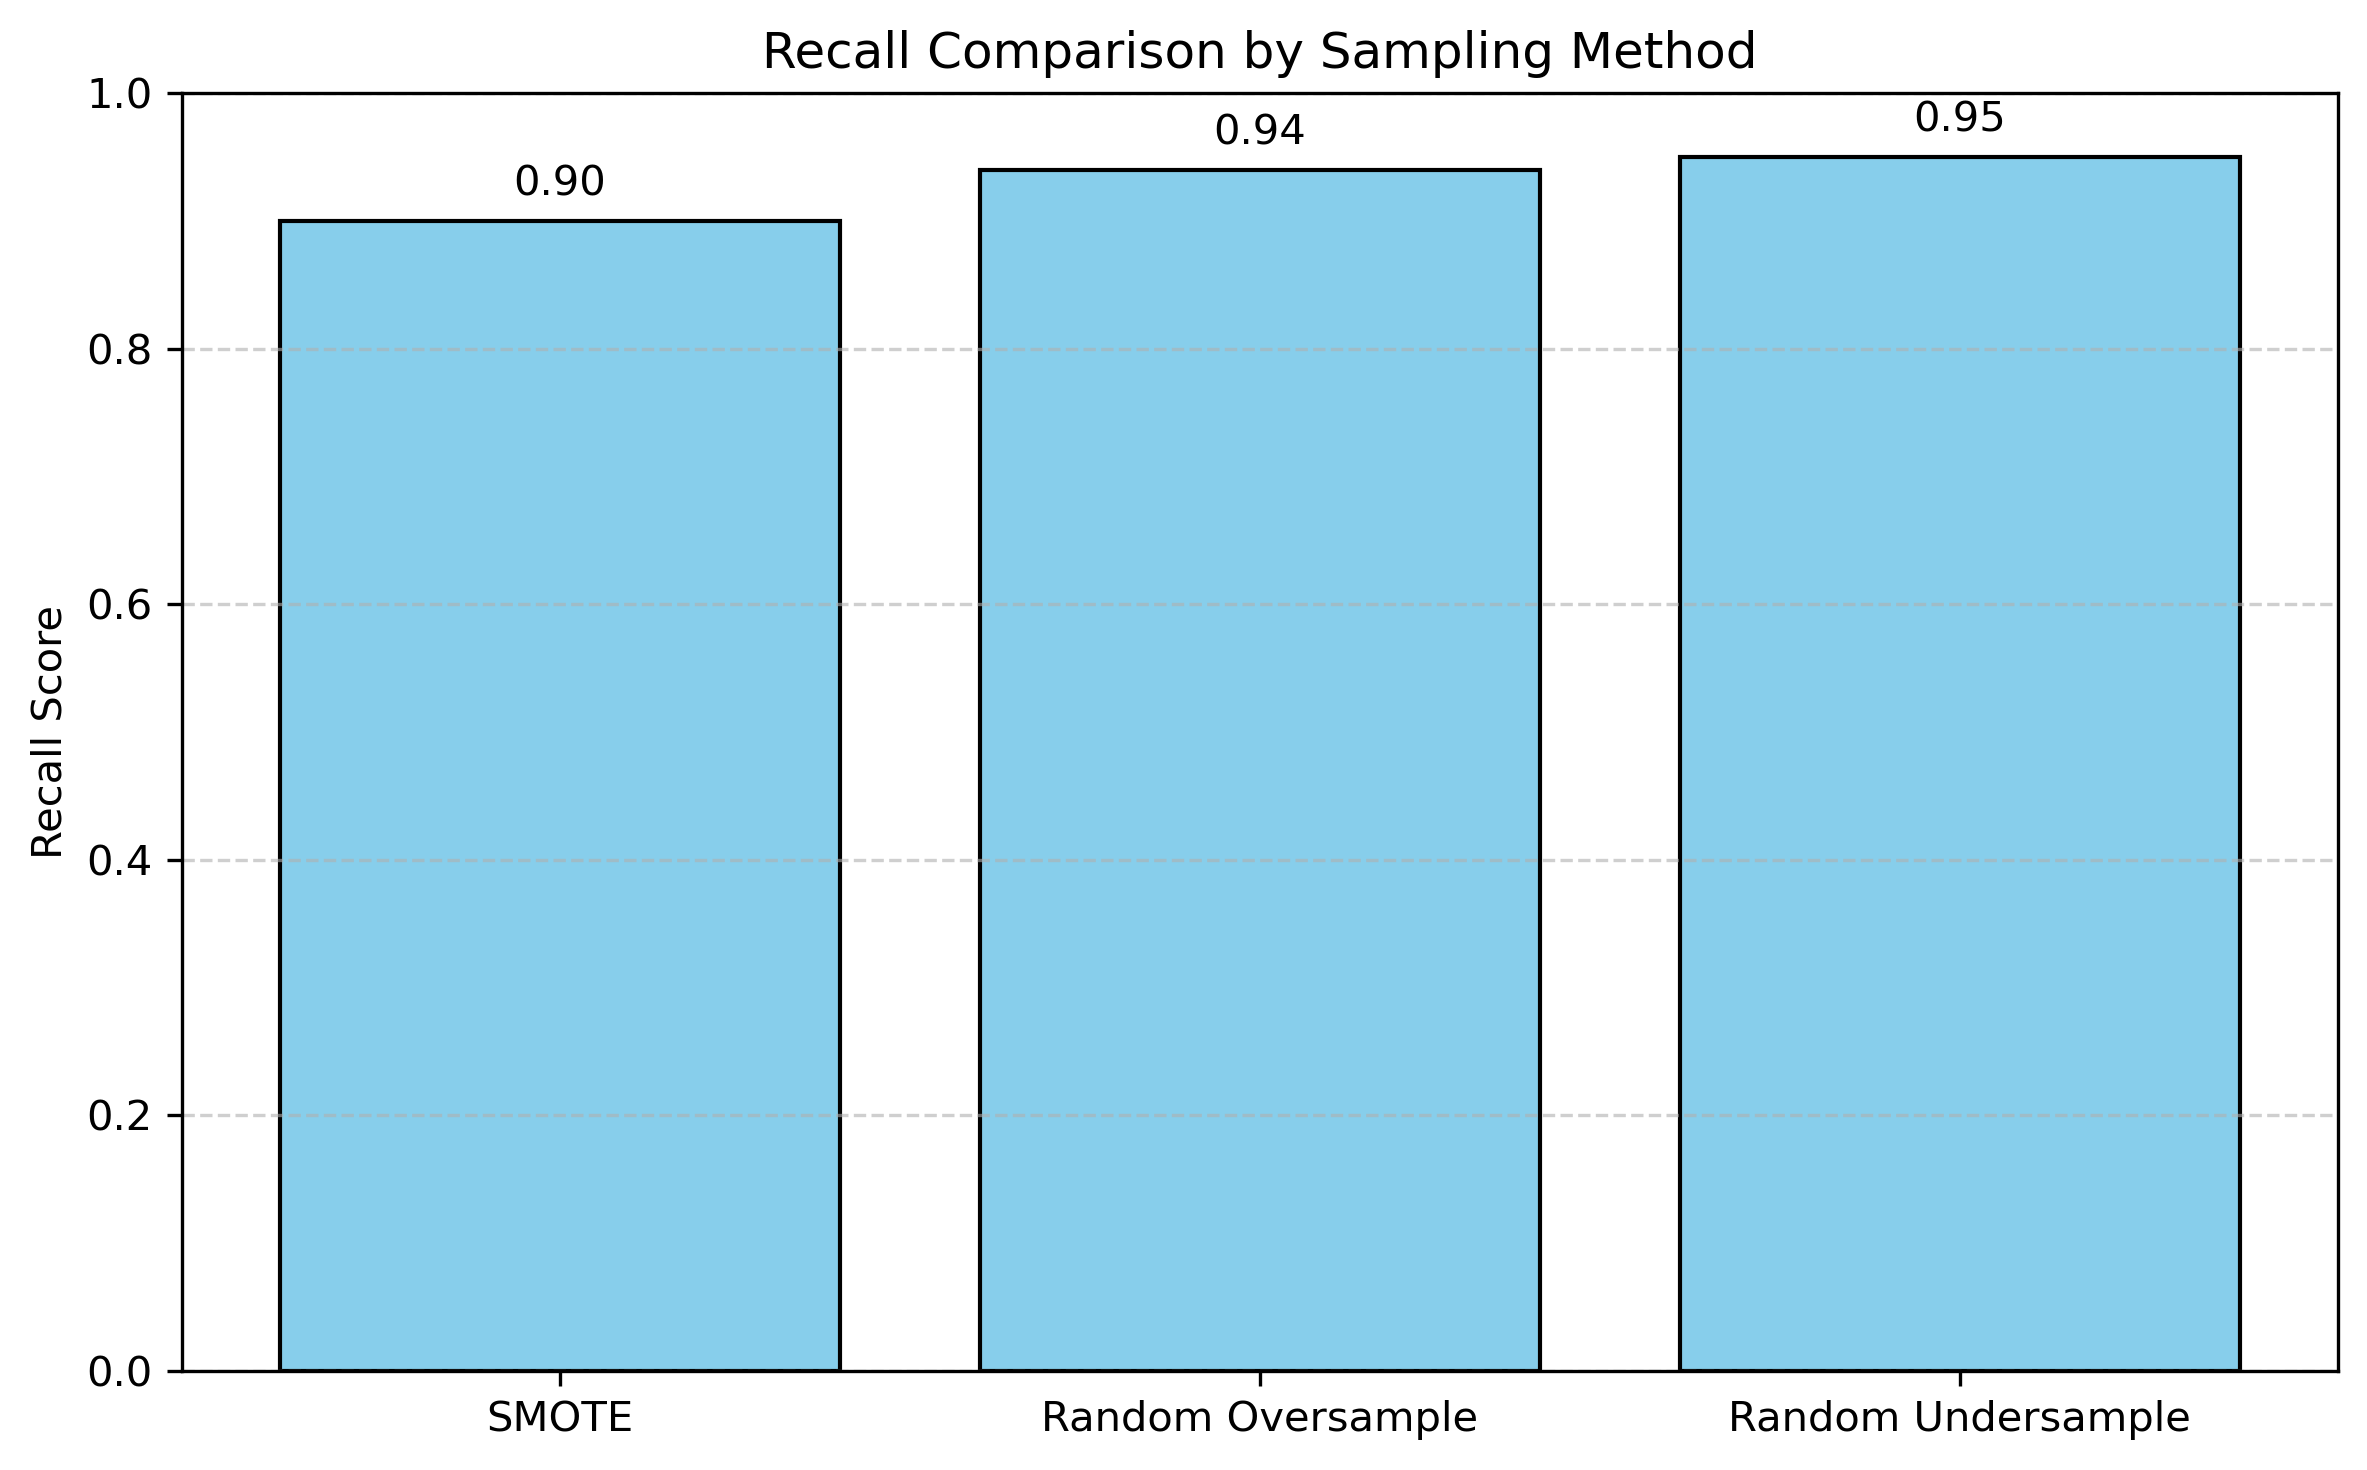 Recall Comparison by Sampling Method
1.0
0.8
0.6
0.4
0.2
0.0
Recall Score
0.90
0.94
0.95
SMOTE
Random Oversample
Random Undersample